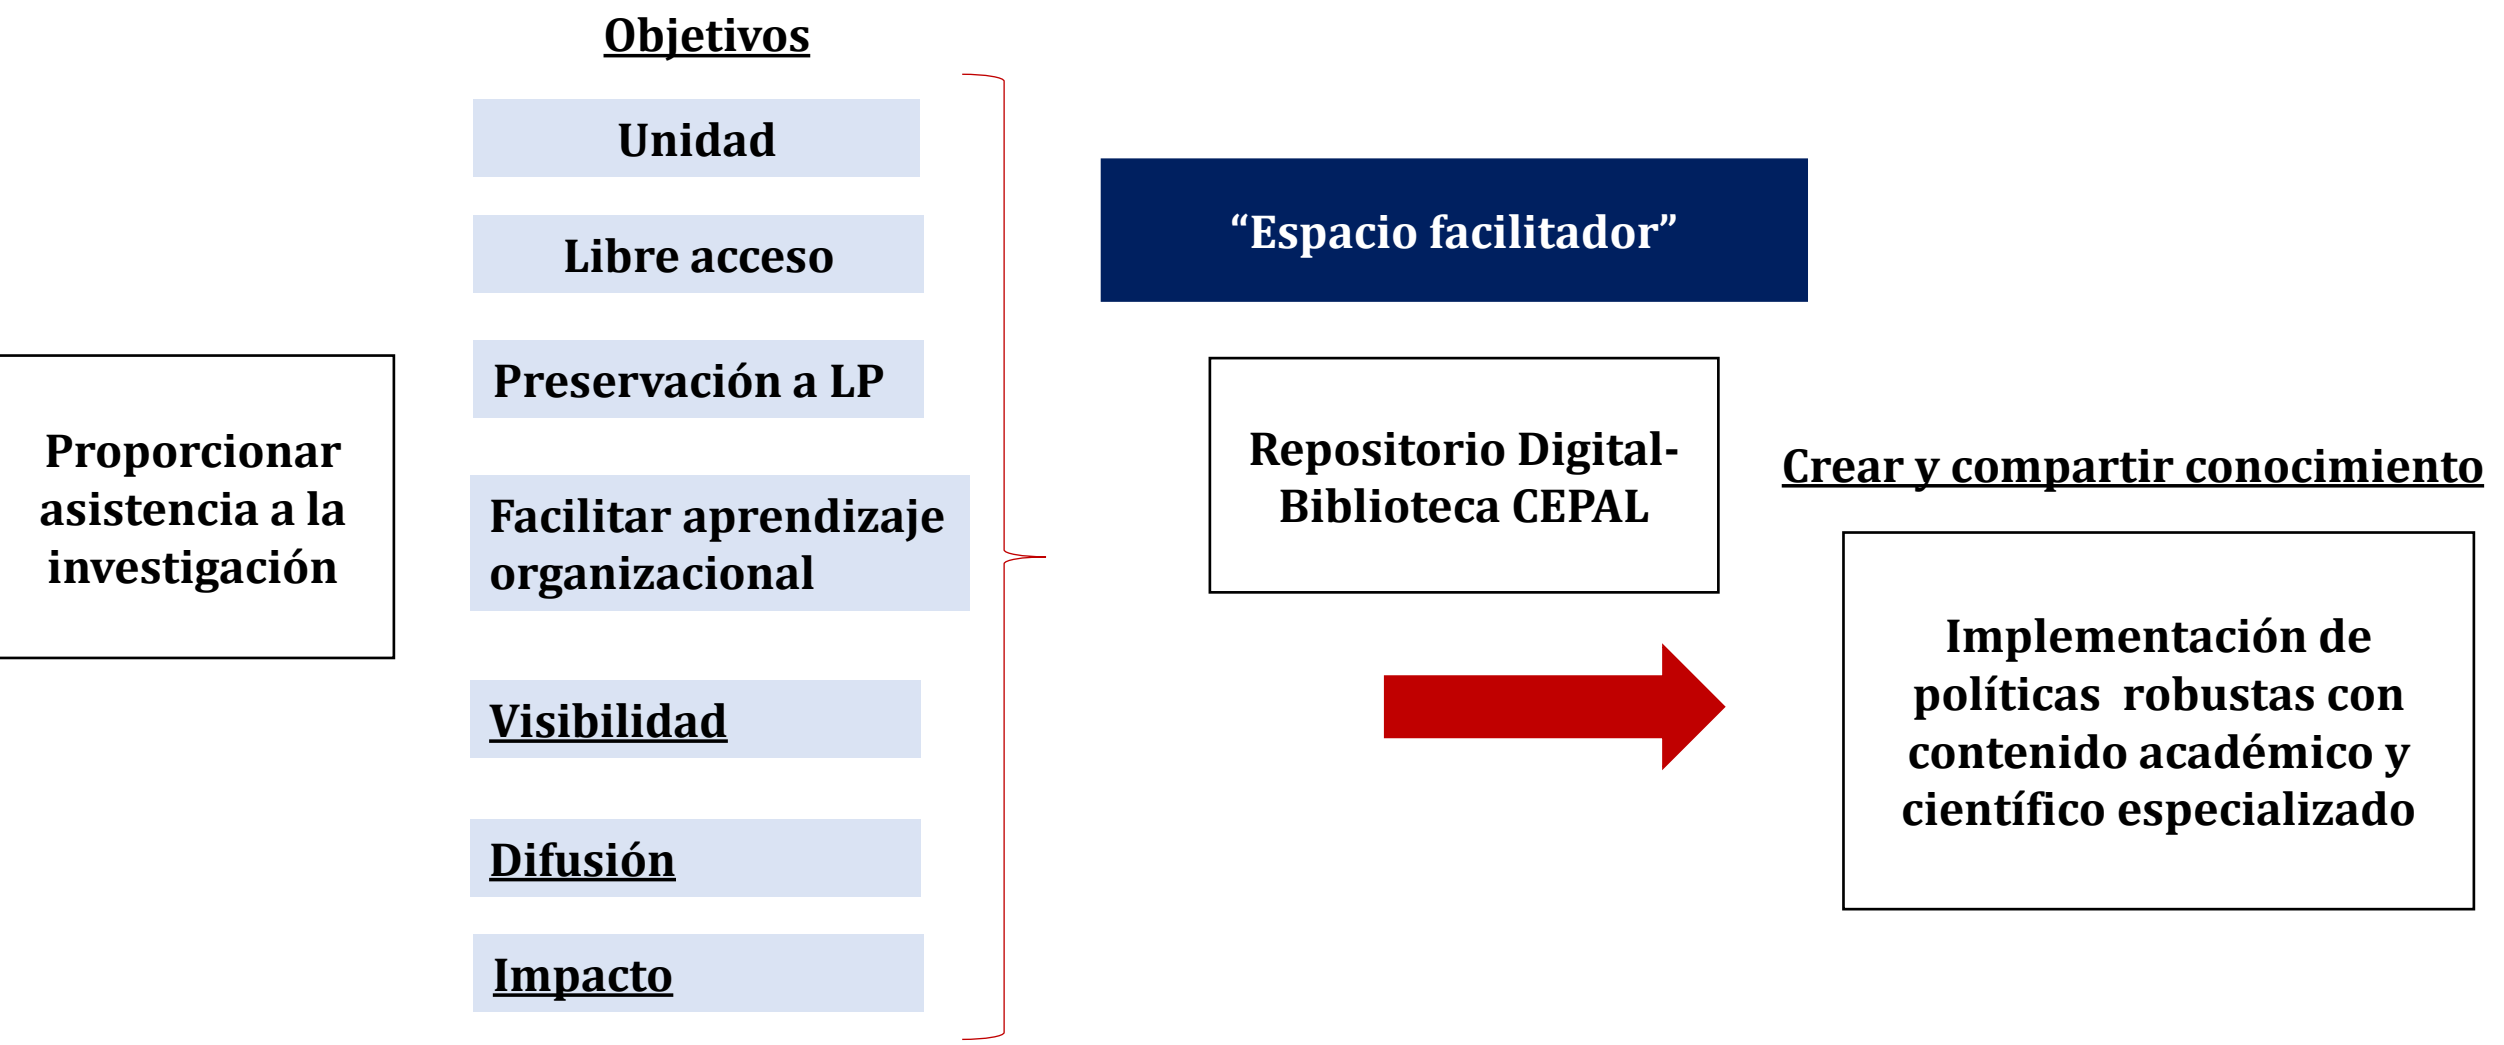 Objetivos
Unidad
Libre acceso
Preservación a LP
Facilitar aprendizaje
organizacional
Visibilidad
Difusión
Impacto
Proporcionar
asistencia a la
investigación
“Espacio facilitador”
Repositorio Digital-
Biblioteca CEPAL
Crear y compartir conocimiento
Implementación de
políticas  robustas con
contenido académico y
científico especializado